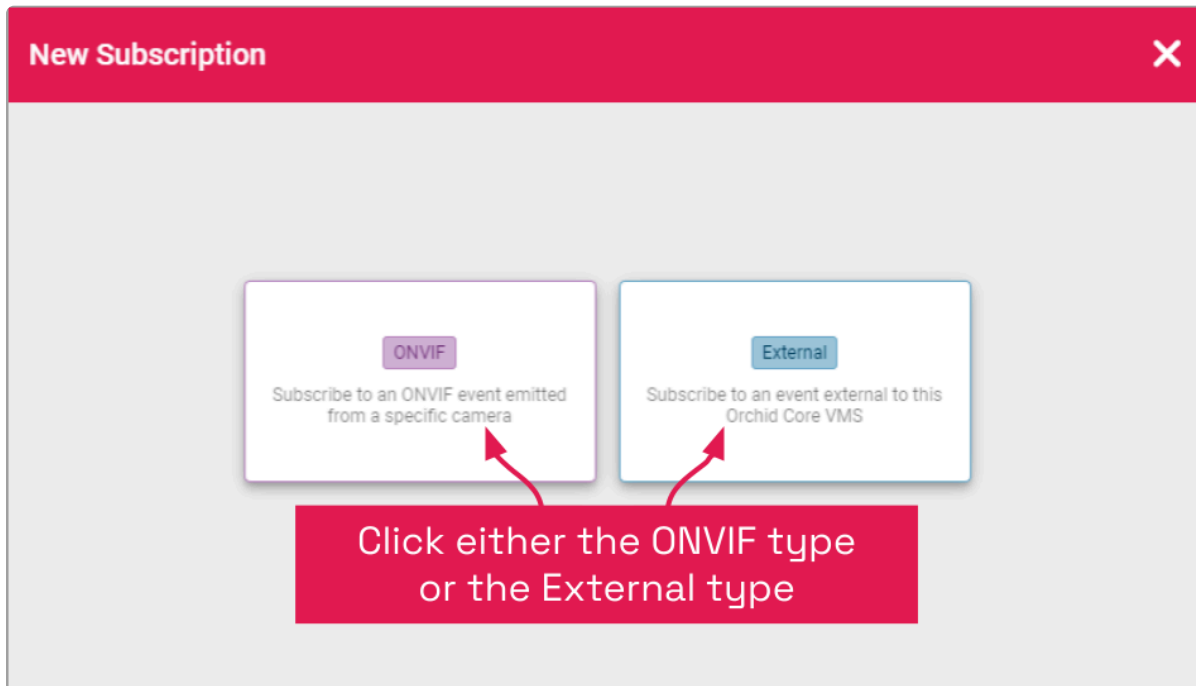 New Subscription
ONVIF
Subscribe to an ONVIF event emitted
from a specific camera
External
Subscribe to an event external to this
Orchid Core VMS
Click either the ONVIF type
or the External type